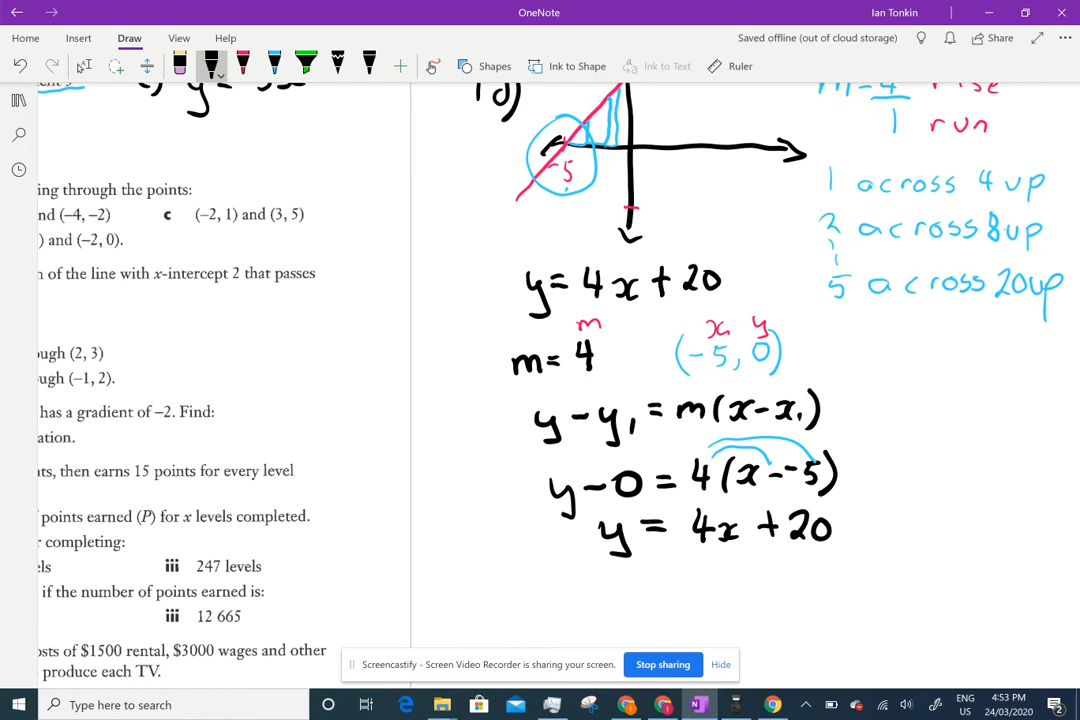 OneNote
Ian Tonkin
Home Insert Draw View Help
Saved offline (out of cloud storage)
Share
Shapes
Ink to Shape
Ink to Text
Ruler
1d)
rise
1 run
-5
1 across 4 up
2 across 8 up
5 across 20 up
ing through the points:
nd (−4, −2) c (−2, 1) and (3, 5)
) and (−2, 0).
n of the line with x-intercept 2 that passes
ough (2, 3)
ugh (−1, 2).
has a gradient of −2. Find:
ation.
nts, then earns 15 points for every level
points earned (P) for x levels completed.
r completing:
els iii 247 levels
if the number of points earned is:
iii 12 665
osts of $1500 rental, $3000 wages and other
produce each TV.
y = 4x + 20
m x y
m = 4 (-5, 0)
y - y₁ = m(x - x₁)
y - 0 = 4(x - -5)
y = 4x + 20
Screencastify - Screen Video Recorder is sharing your screen.
Stop sharing
Hide
Type here to search
ENG
US
4:53 PM
24/03/2020
2